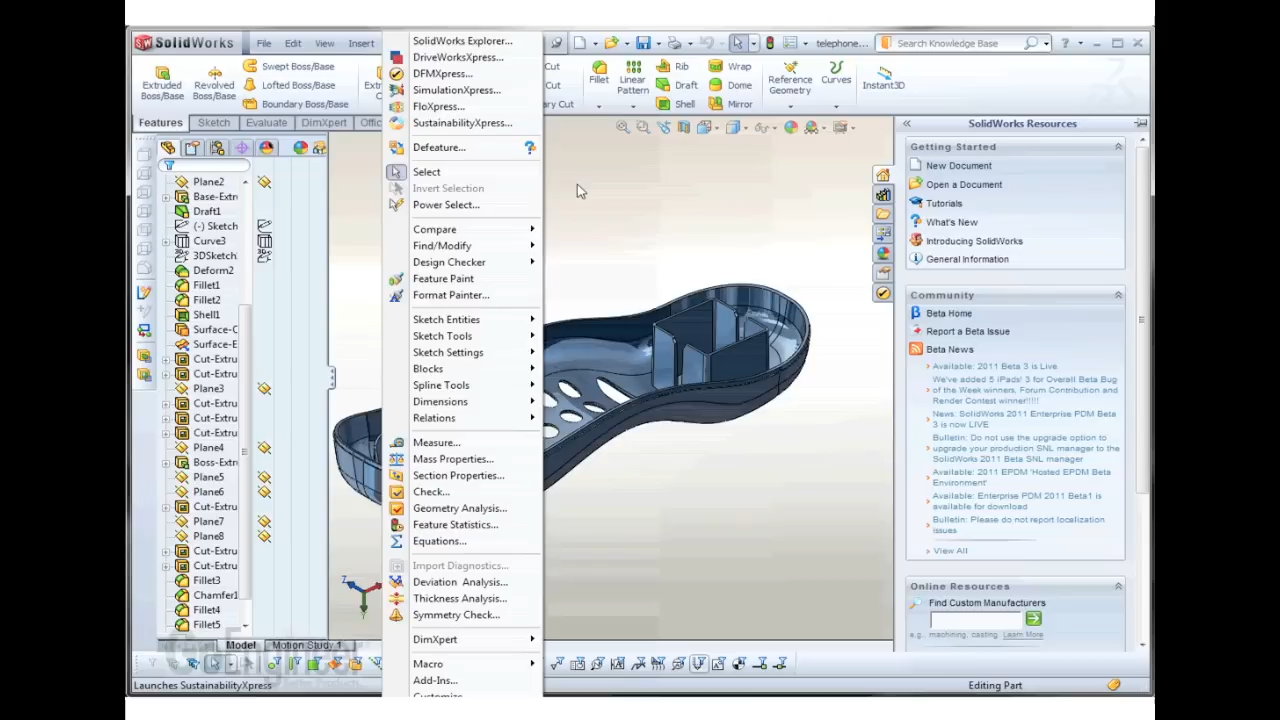 SolidWorks
File Edit View Insert
telephone...
Search Knowledge Base
Extruded Boss/Base
Revolved Boss/Base
Swept Boss/Base
Lofted Boss/Base
Boundary Boss/Base
Cut
Cut
ary Cut
Fillet
Linear Pattern
Rib
Draft
Shell
Wrap
Dome
Mirror
Reference Geometry
Curves
Instant3D
Features Sketch Evaluate DimXpert
Plane2
Base-Extr
Draft1
(-) Sketch
Curve3
3DSketch
Deform2
Fillet1
Fillet2
Shell1
Surface-C
Surface-E
Cut-Extru
Cut-Extru
Plane3
Cut-Extru
Cut-Extru
Cut-Extru
Plane4
Boss-Extr
Plane5
Plane6
Cut-Extru
Plane7
Plane8
Cut-Extru
Cut-Extru
Fillet3
Chamfer1
Fillet4
Fillet5
Model Motion Study 1
Launches SustainabilityXpress
SolidWorks Explorer...
DriveWorksXpress...
DFMXpress...
SimulationXpress...
FloXpress...
SustainabilityXpress...
Defeature...
Select
Invert Selection
Power Select...
Compare
Find/Modify
Design Checker
Feature Paint
Format Painter...
Sketch Entities
Sketch Tools
Sketch Settings
Blocks
Spline Tools
Dimensions
Relations
Measure...
Mass Properties...
Section Properties...
Check...
Geometry Analysis...
Feature Statistics...
Equations...
Import Diagnostics...
Deviation Analysis...
Thickness Analysis...
Symmetry Check...
DimXpert
Macro
Add-Ins...
Customize
Z
SolidWorks Resources
Getting Started
New Document
Open a Document
Tutorials
What's New
Introducing SolidWorks
General Information
Community
Beta Home
Report a Beta Issue
Beta News
Available: 2011 Beta 3 is Live
We've added 5 iPads! 3 for Overall Beta Bug
of the Week winners, Forum Contribution and
Render Contest winner!!!!!
News: SolidWorks 2011 Enterprise PDM Beta
3 is now LIVE
Bulletin: Do not use the upgrade option to
upgrade your production SNL manager to the
SolidWorks 2011 Beta SNL manager
Available: 2011 EPDM 'Hosted EPDM Beta
Environment'
Available: Enterprise PDM 2011 Beta1 is
available for download
Bulletin: Please do not report localization
issues
View All
Online Resources
Find Custom Manufacturers
e.g., machining, casting Learn More
Editing Part